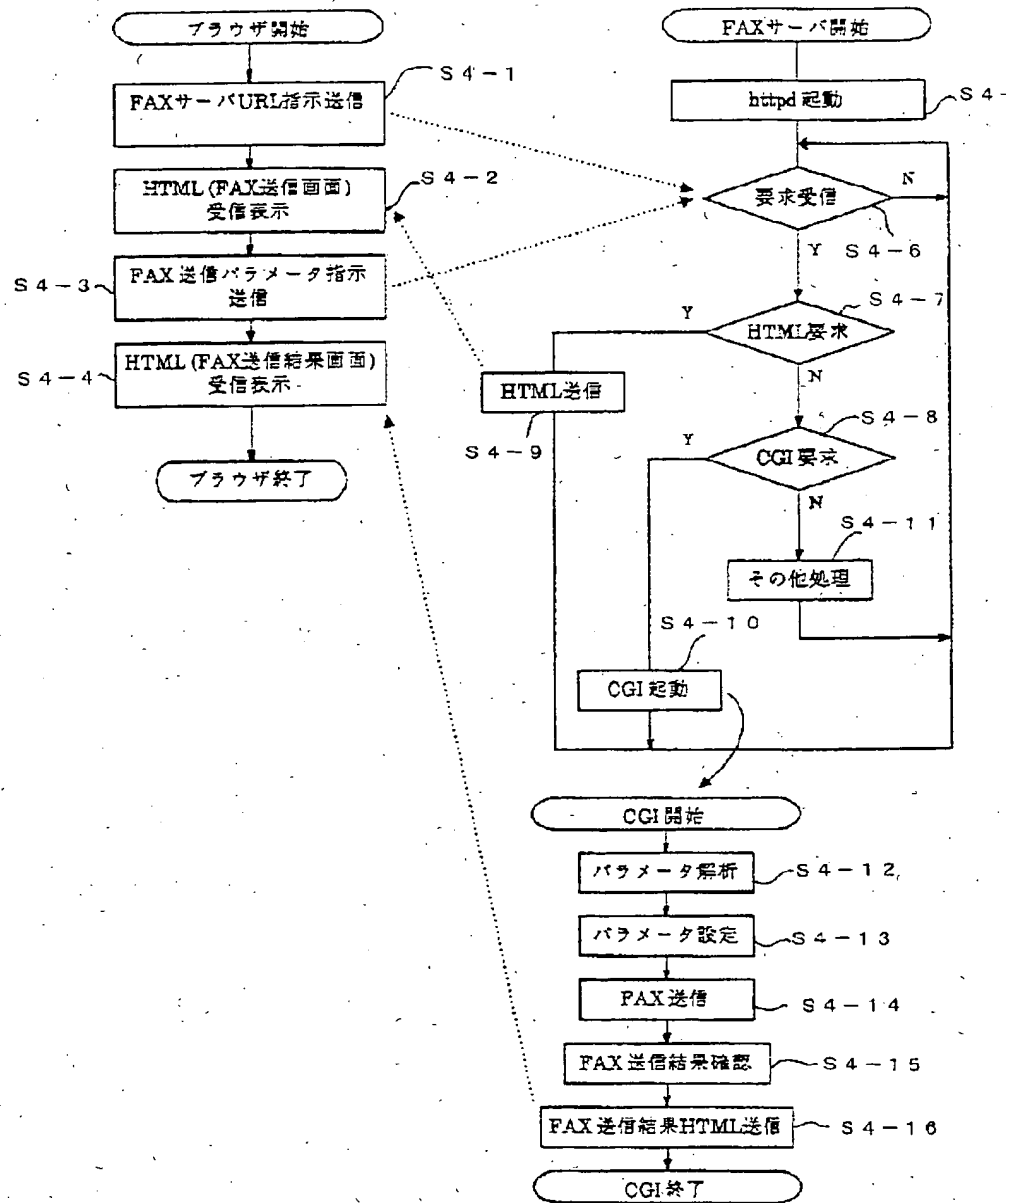 ブラウザ開始
S4-1
FAXサーバURL指示送信
HTML(FAX送信画面)
受信表示
S4-2
S4-3
FAX送信パラメータ指示
送信
S4-4
HTML(FAX送信結果画面)
受信表示
ブラウザ終了
FAXサーバ開始
httpd起動
S4-
要求受信
N
S4-6
Y
S4-7
Y
HTML要求
N
HTML送信
S4-9
S4-8
Y
CGI要求
N
S4-11
その他処理
S4-10
CGI起動
CGI開始
パラメータ解析
S4-12
パラメータ設定
S4-13
FAX送信
S4-14
FAX送信結果確認
S4-15
FAX送信結果HTML送信
S4-16
CGI終了